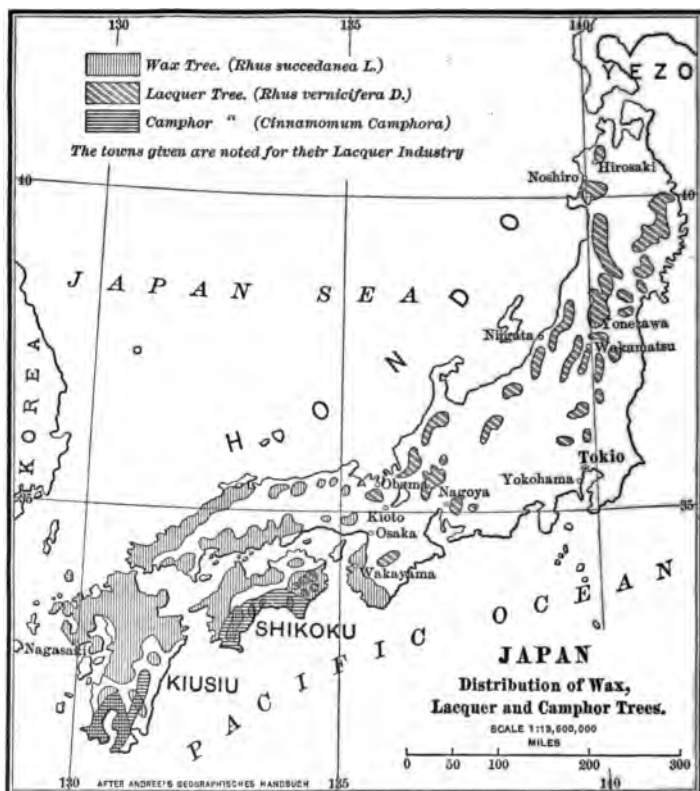 130
135
140
Wax Tree. (Rhus succedanea L.)
Lacquer Tree. (Rhus vernicifera D.)
Camphor " (Cinnamomum Camphora)
The towns given are noted for their Lacquer Industry
YEZO
Hirosaki
Noshiro
40
40
JAPAN SEA
HONDO
KOREA
Niigata
Yonezawa
Wakamatsu
Tokio
Yokohama
Obama
Nagoya
Kioto
Osaka
35
35
Wakayama
SHIKOKU
Nagasaki
KIUSIU
PACIFIC OCEAN
JAPAN
Distribution of Wax,
Lacquer and Camphor Trees.
SCALE 1:13,600,000
MILES
0 50 100 200 300
130
135
140
AFTER ANDREE'S GEOGRAPHISCHES HANDBUCH